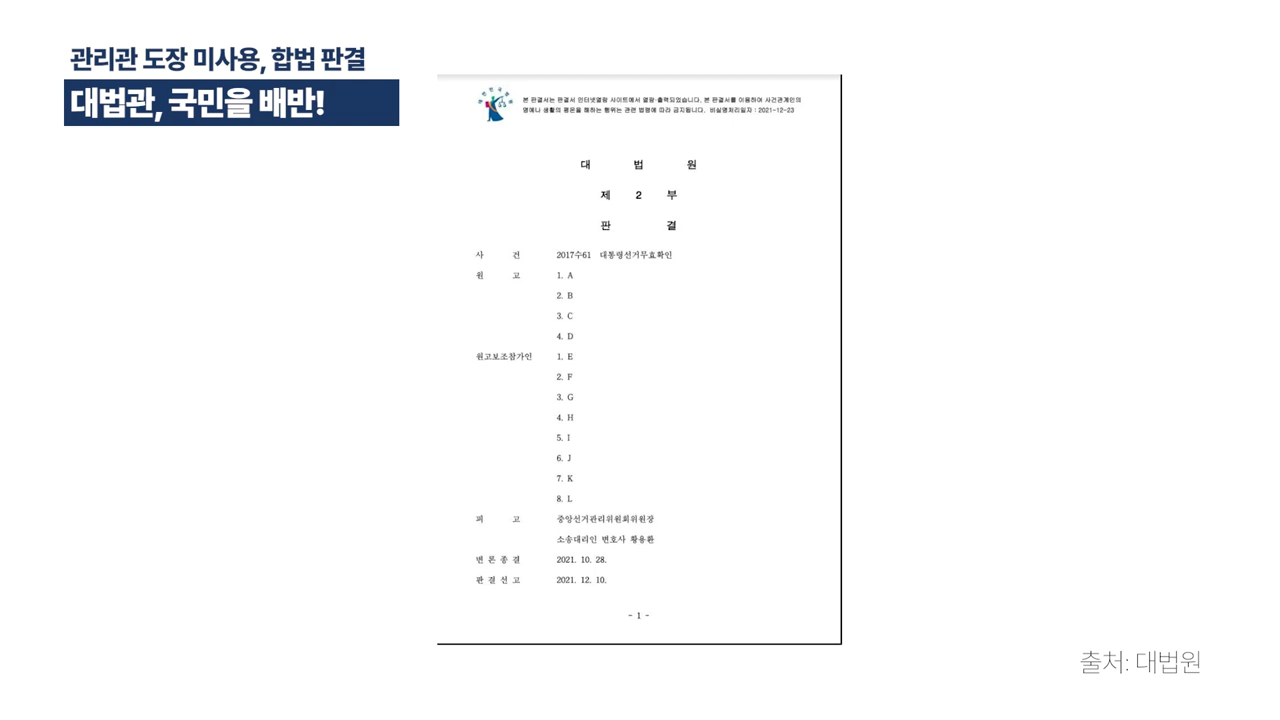 관리관 도장 미사용, 합법 판결
대법관, 국민을 배반!
본 판결서는 판결서 인터넷열람 사이트에서 열람·출력되었습니다. 본 판결서를 이용하여 사건관계인의
명예나 생활의 평온을 해하는 행위는 관련 법령에 따라 금지됩니다. 비실명처리일자 : 2021-12-23
대 법 원
제 2 부
판 결
사 건 2017수61 대통령선거무효확인
원 고 1. A
2. B
3. C
4. D
원고보조참가인 1. E
2. F
3. G
4. H
5. I
6. J
7. K
8. L
피 고 중앙선거관리위원회위원장
소송대리인 변호사 황용환
변 론 종 결 2021. 10. 28.
판 결 선 고 2021. 12. 10.
- 1 -
출처: 대법원